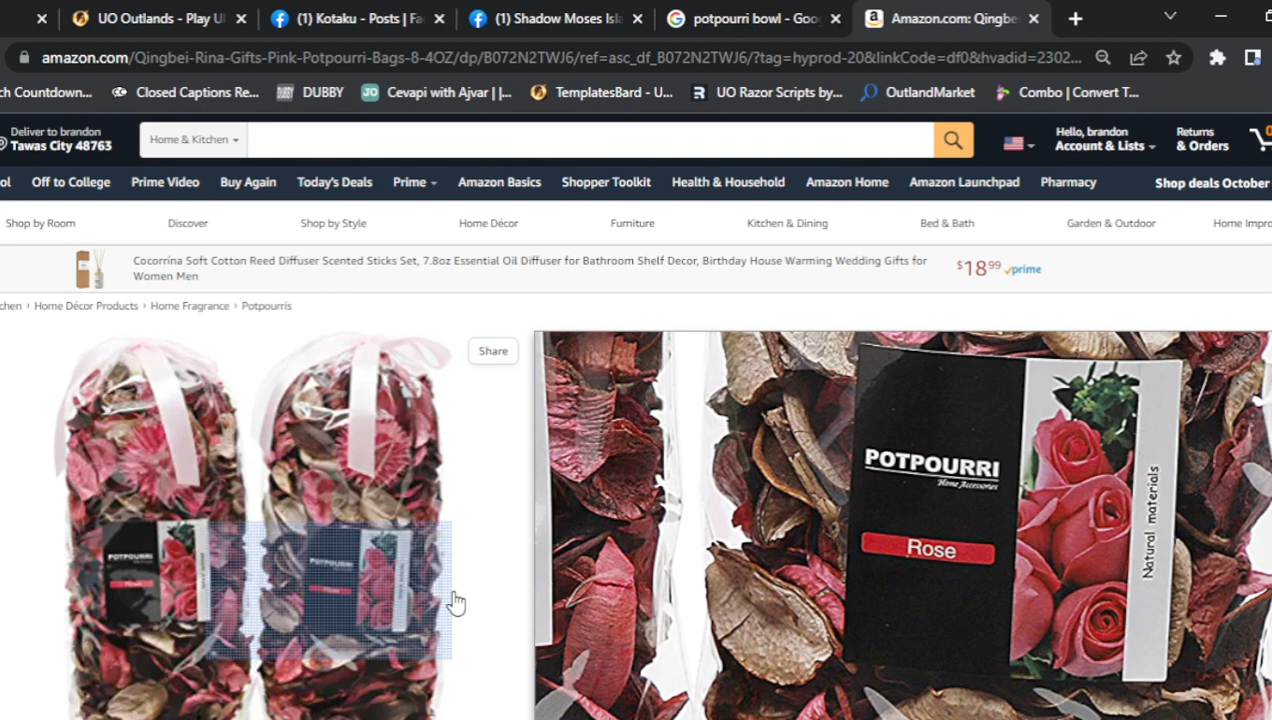 UO Outlands - Play U
(1) Kotaku - Posts | Fa
(1) Shadow Moses Isla
potpourri bowl - Goo
Amazon.com: Qingbe
amazon.com/Qingbei-Rina-Gifts-Pink-Potpourri-Bags-8-4OZ/dp/B072N2TWJ6/ref=asc_df_B072N2TWJ6/?tag=hyprod-20&linkCode=df0&hvadid=2302...
ch Countdown...
Closed Captions Re...
DUBBY
Cevapi with Ajvar | |...
TemplatesBard - U...
UO Razor Scripts by...
OutlandMarket
Combo | Convert T...
Deliver to brandon
Tawas City 48763
Home & Kitchen
Hello, brandon
Account & Lists
Returns
& Orders
0
ol
Off to College
Prime Video
Buy Again
Today's Deals
Prime
Amazon Basics
Shopper Toolkit
Health & Household
Amazon Home
Amazon Launchpad
Pharmacy
Shop deals October
Shop by Room
Discover
Shop by Style
Home Décor
Furniture
Kitchen & Dining
Bed & Bath
Garden & Outdoor
Home Impro
Cocorrína Soft Cotton Reed Diffuser Scented Sticks Set, 7.8oz Essential Oil Diffuser for Bathroom Shelf Decor, Birthday House Warming Wedding Gifts for
Women Men
$18.99 prime
chen › Home Décor Products › Home Fragrance › Potpourris
Share
POTPOURRI
Home Accessories
Rose
Natural materials
POTPOURRI
Rose
POTPOURRI
Rose